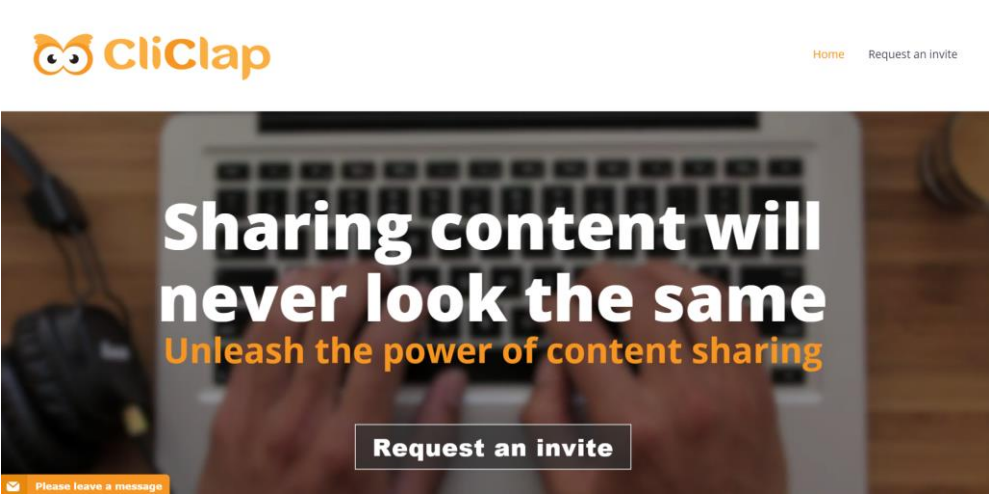 CliClap
Home
Request an invite
Sharing content will
never look the same
Unleash the power of content sharing
Request an invite
Please leave a message